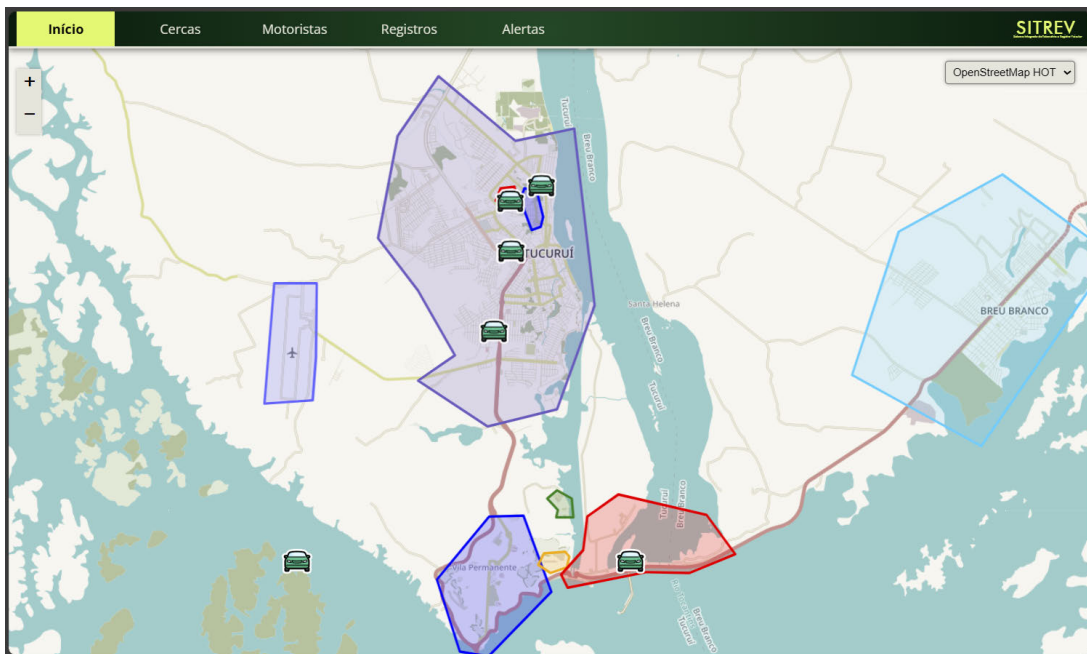 Início
Cercas
Motoristas
Registros
Alertas
SITREV
+
−
OpenStreetMap HOT
Tucuruí
Breu Branco
TUCURUÍ
Santa Helena
Breu Branco
Tucuruí
BREU BRANCO
Tucuruí
Breu Branco
Vila Permanente
Breu Branco
Tucuruí